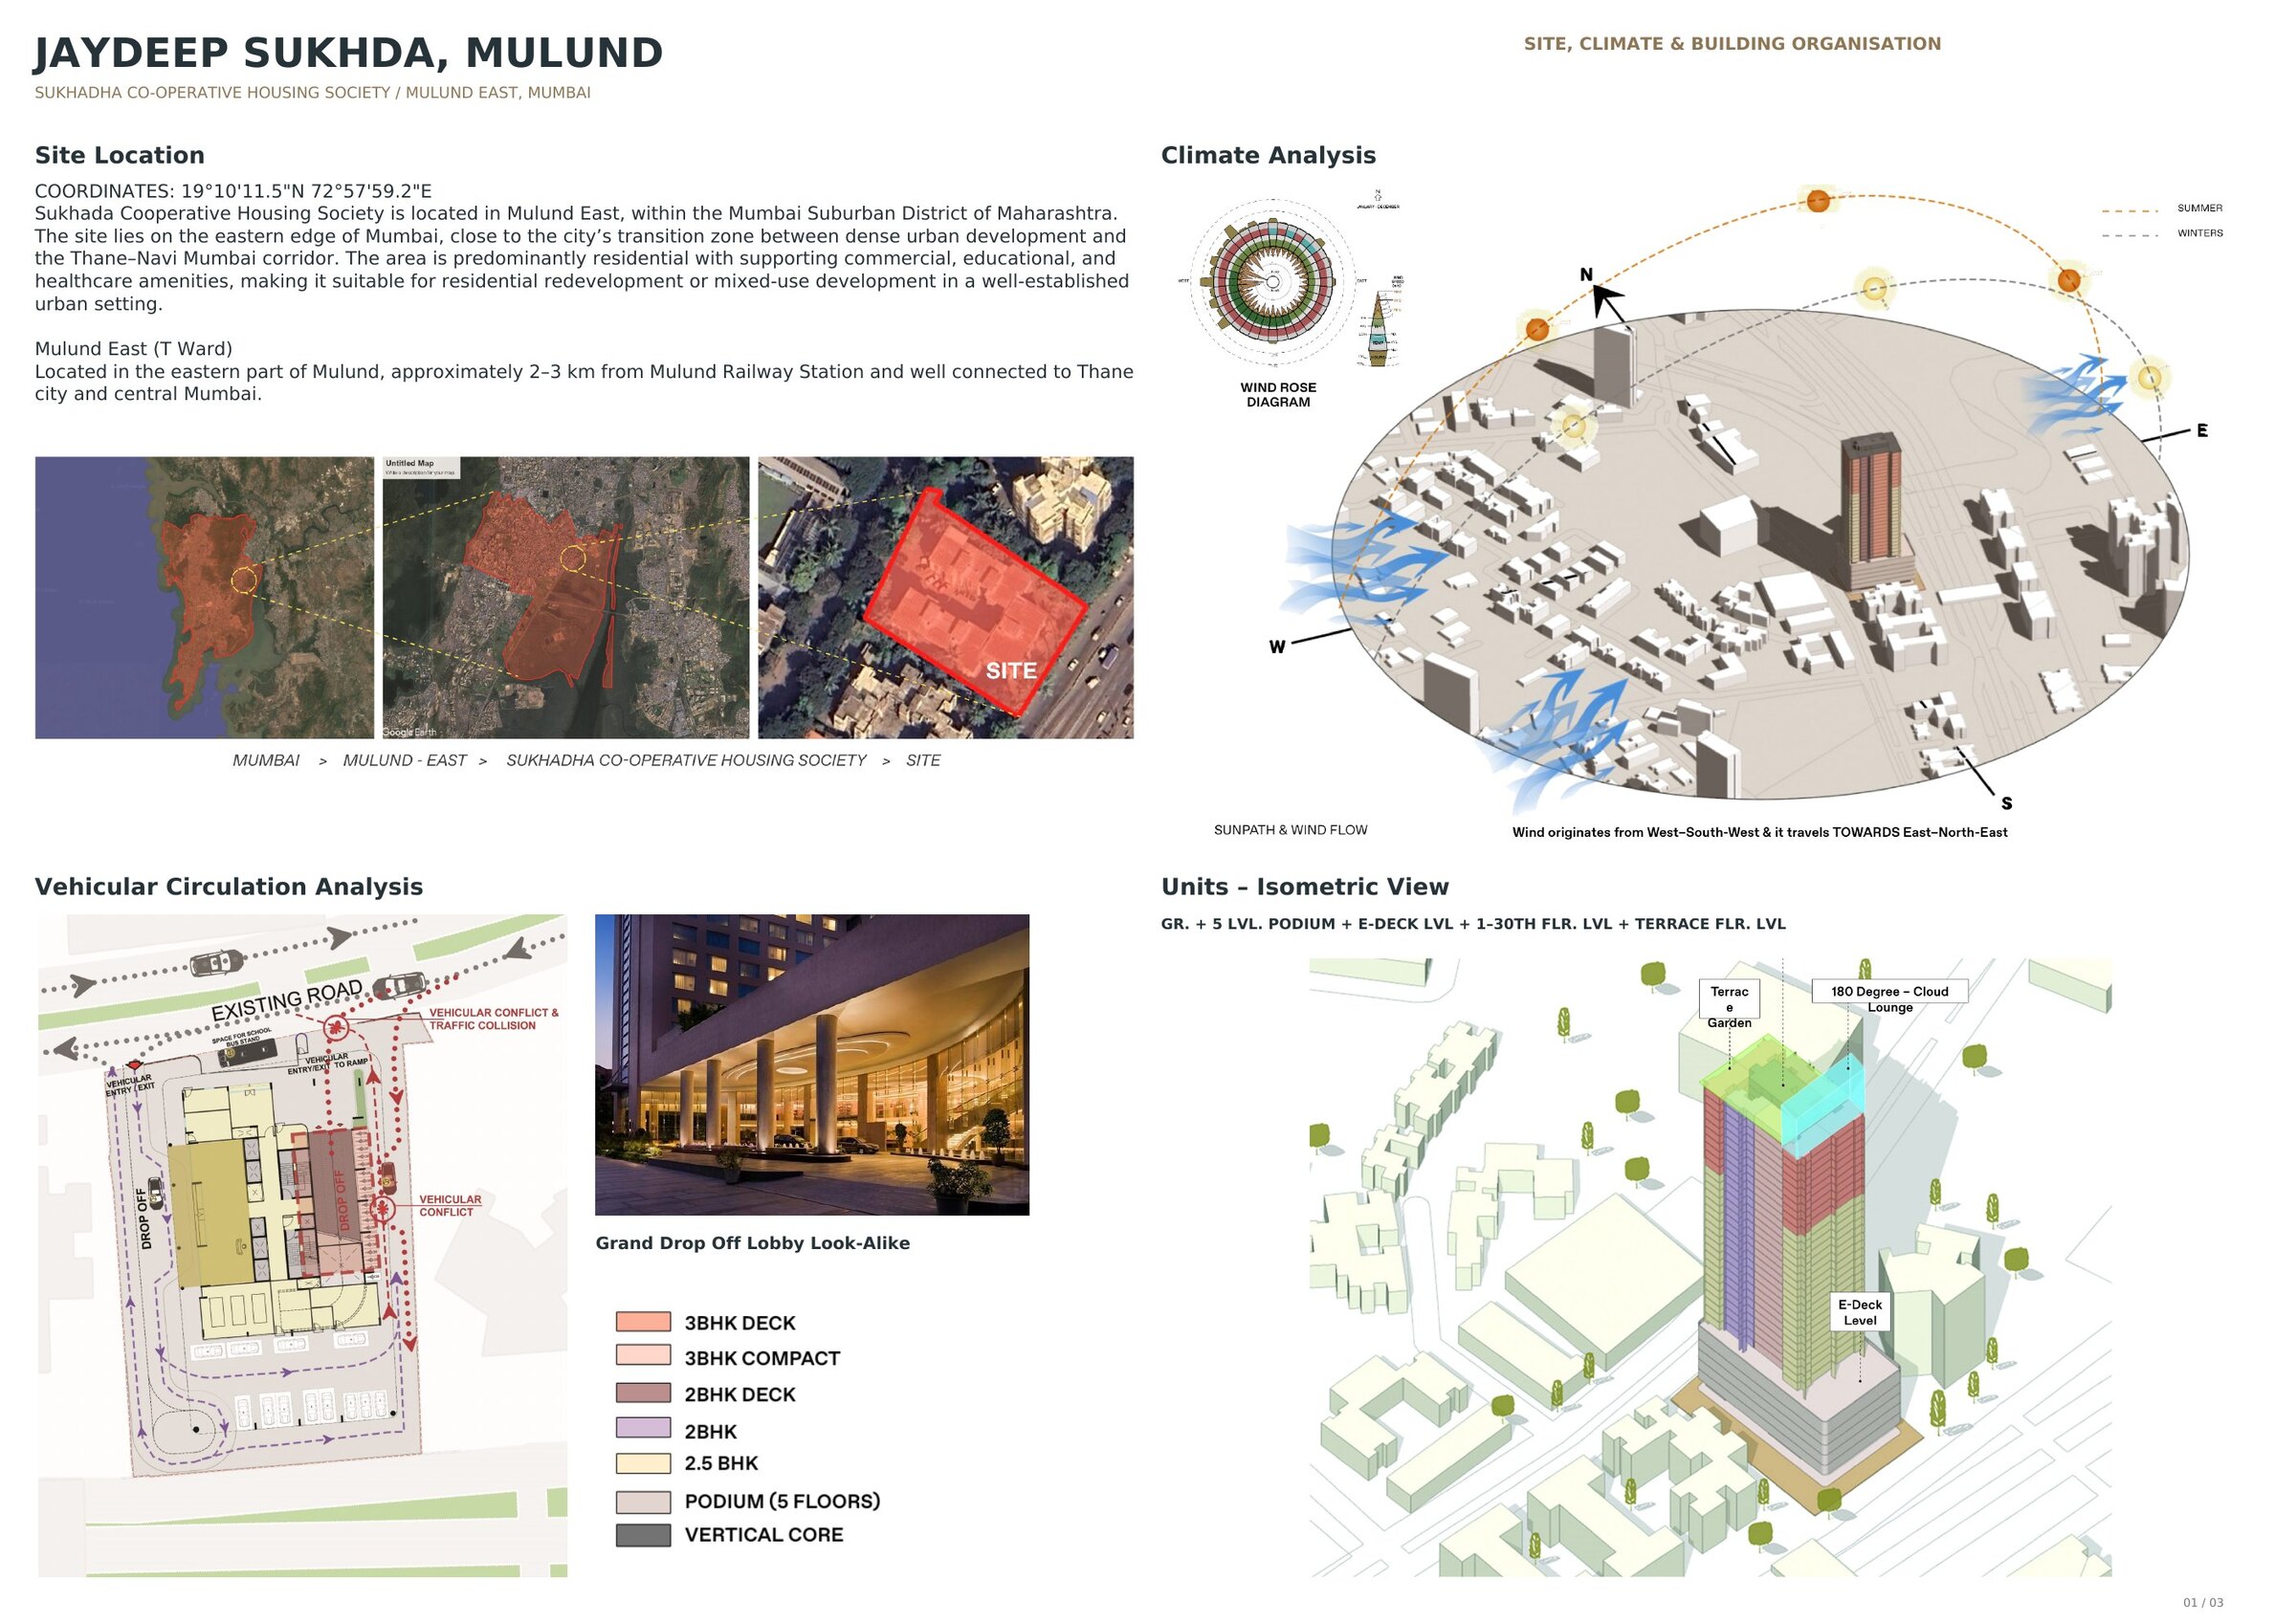 JAYDEEP SUKHDA, MULUND
SUKHADHA CO-OPERATIVE HOUSING SOCIETY / MULUND EAST, MUMBAI
SITE, CLIMATE & BUILDING ORGANISATION
Site Location
COORDINATES: 19°10'11.5"N 72°57'59.2"E
Sukhada Cooperative Housing Society is located in Mulund East, within the Mumbai Suburban District of Maharashtra.
The site lies on the eastern edge of Mumbai, close to the city’s transition zone between dense urban development and
the Thane–Navi Mumbai corridor. The area is predominantly residential with supporting commercial, educational, and
healthcare amenities, making it suitable for residential redevelopment or mixed-use development in a well-established
urban setting.
Mulund East (T Ward)
Located in the eastern part of Mulund, approximately 2–3 km from Mulund Railway Station and well connected to Thane
city and central Mumbai.
Untitled Map
Google Earth
SITE
MUMBAI > MULUND - EAST > SUKHADHA CO-OPERATIVE HOUSING SOCIETY > SITE
Climate Analysis
N
JANUARY - DECEMBER
WEST
EAST
WIND ROSE
DIAGRAM
SUMMER
WINTERS
N
E
W
S
SUNPATH & WIND FLOW
Wind originates from West–South-West & it travels TOWARDS East–North-East
Vehicular Circulation Analysis
EXISTING ROAD
VEHICULAR CONFLICT &
TRAFFIC COLLISION
SPACE FOR SCHOOL
BUS STAND
VEHICULAR
ENTRY/EXIT TO RAMP
VEHICULAR
ENTRY / EXIT
DROP OFF
DROP OFF
VEHICULAR
CONFLICT
Grand Drop Off Lobby Look-Alike
3BHK DECK
3BHK COMPACT
2BHK DECK
2BHK
2.5 BHK
PODIUM (5 FLOORS)
VERTICAL CORE
Units – Isometric View
GR. + 5 LVL. PODIUM + E-DECK LVL + 1-30TH FLR. LVL + TERRACE FLR. LVL
Terrac
e
Garden
180 Degree – Cloud
Lounge
E-Deck
Level
01 / 03